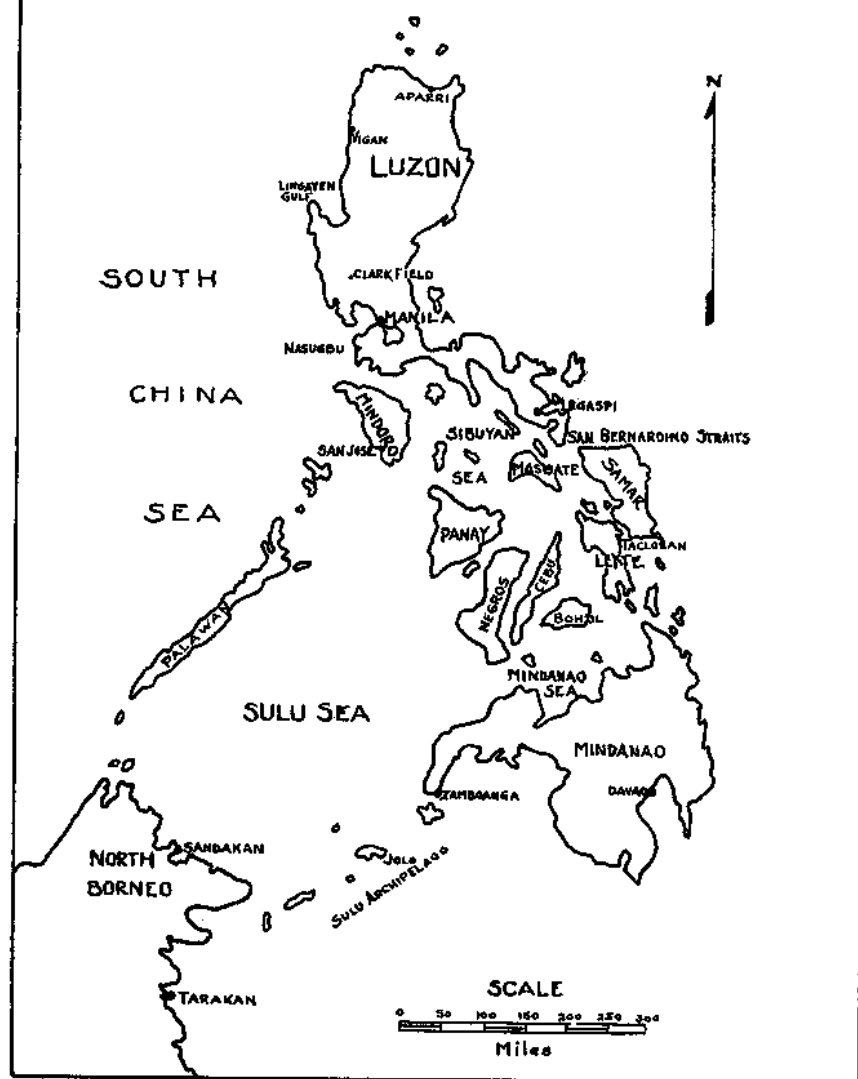 N
APARRI
VIGAN
LUZON
LINGAYEN
GULF
SOUTH
CLARK FIELD
MANILA
NASUGBU
CHINA
MINDORO
LEGASPI
SIBUYAN
SAN BERNARDINO STRAITS
SAN JOSE
SEA
MASBATE
SAMAR
SEA
PANAY
TACLOBAN
LEYTE
CEBU
NEGROS
BOHOL
PALAWAN
MINDANAO
SEA
SULU SEA
MINDANAO
ZAMBOANGA
DAVAO
SANDAKAN
NORTH
BORNEO
JOLO
SULU ARCHIPELAGO
TARAKAN
SCALE
0 50 100 150 200 250 300
Miles